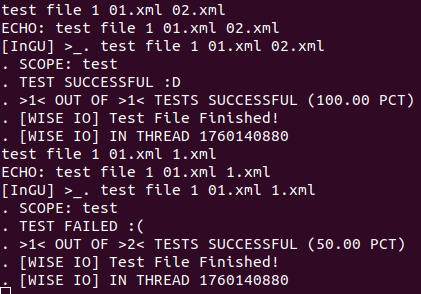 test file 1 01.xml 02.xml
ECHO: test file 1 01.xml 02.xml
[InGU] >_. test file 1 01.xml 02.xml
. SCOPE: test
. TEST SUCCESSFUL :D
. >1< OUT OF >1< TESTS SUCCESSFUL (100.00 PCT)
. [WISE IO] Test File Finished!
. [WISE IO] IN THREAD 1760140880
test file 1 01.xml 1.xml
ECHO: test file 1 01.xml 1.xml
[InGU] >_. test file 1 01.xml 1.xml
. SCOPE: test
. TEST FAILED :(
. >1< OUT OF >2< TESTS SUCCESSFUL (50.00 PCT)
. [WISE IO] Test File Finished!
. [WISE IO] IN THREAD 1760140880